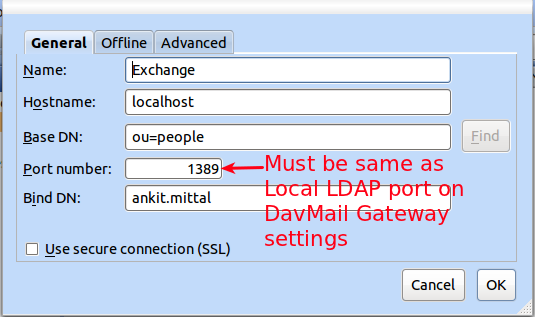 General Offline Advanced
Name: Exchange
Hostname: localhost
Base DN: ou=people Find
Port number: 1389
Must be same as
Local LDAP port on
DavMail Gateway
settings
Bind DN: ankit.mittal
Use secure connection (SSL)
Cancel OK